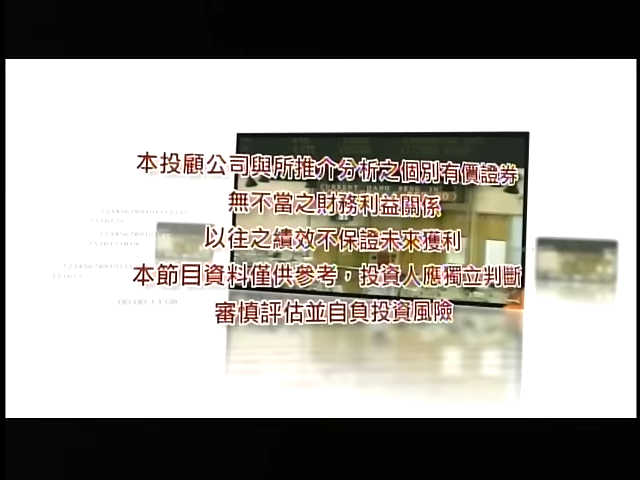 本投顧公司與所推介分析之個別有價證券
無不當之財務利益關係
以往之績效不保證未來獲利
本節目資料僅供參考，投資人應獨立判斷
審慎評估並自負投資風險